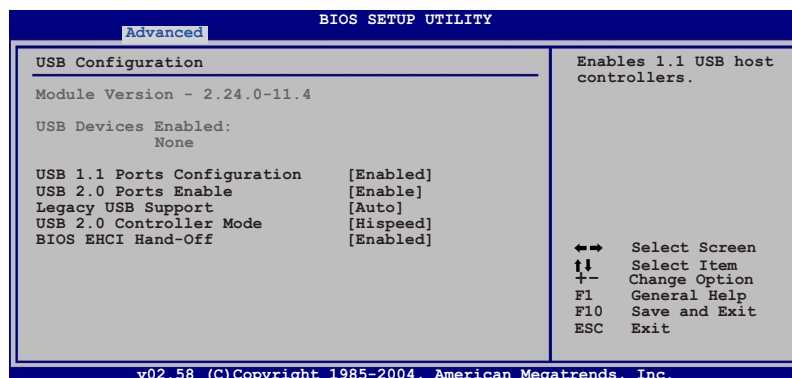 BIOS SETUP UTILITY
Advanced
USB Configuration
Module Version - 2.24.0-11.4
USB Devices Enabled:
None
USB 1.1 Ports Configuration [Enabled]
USB 2.0 Ports Enable [Enable]
Legacy USB Support [Auto]
USB 2.0 Controller Mode [Hispeed]
BIOS EHCI Hand-Off [Enabled]
Enables 1.1 USB host
controllers.
←→ Select Screen
↑↓ Select Item
+- Change Option
F1 General Help
F10 Save and Exit
ESC Exit
v02.58 (C)Copyright 1985-2004, American Megatrends, Inc.